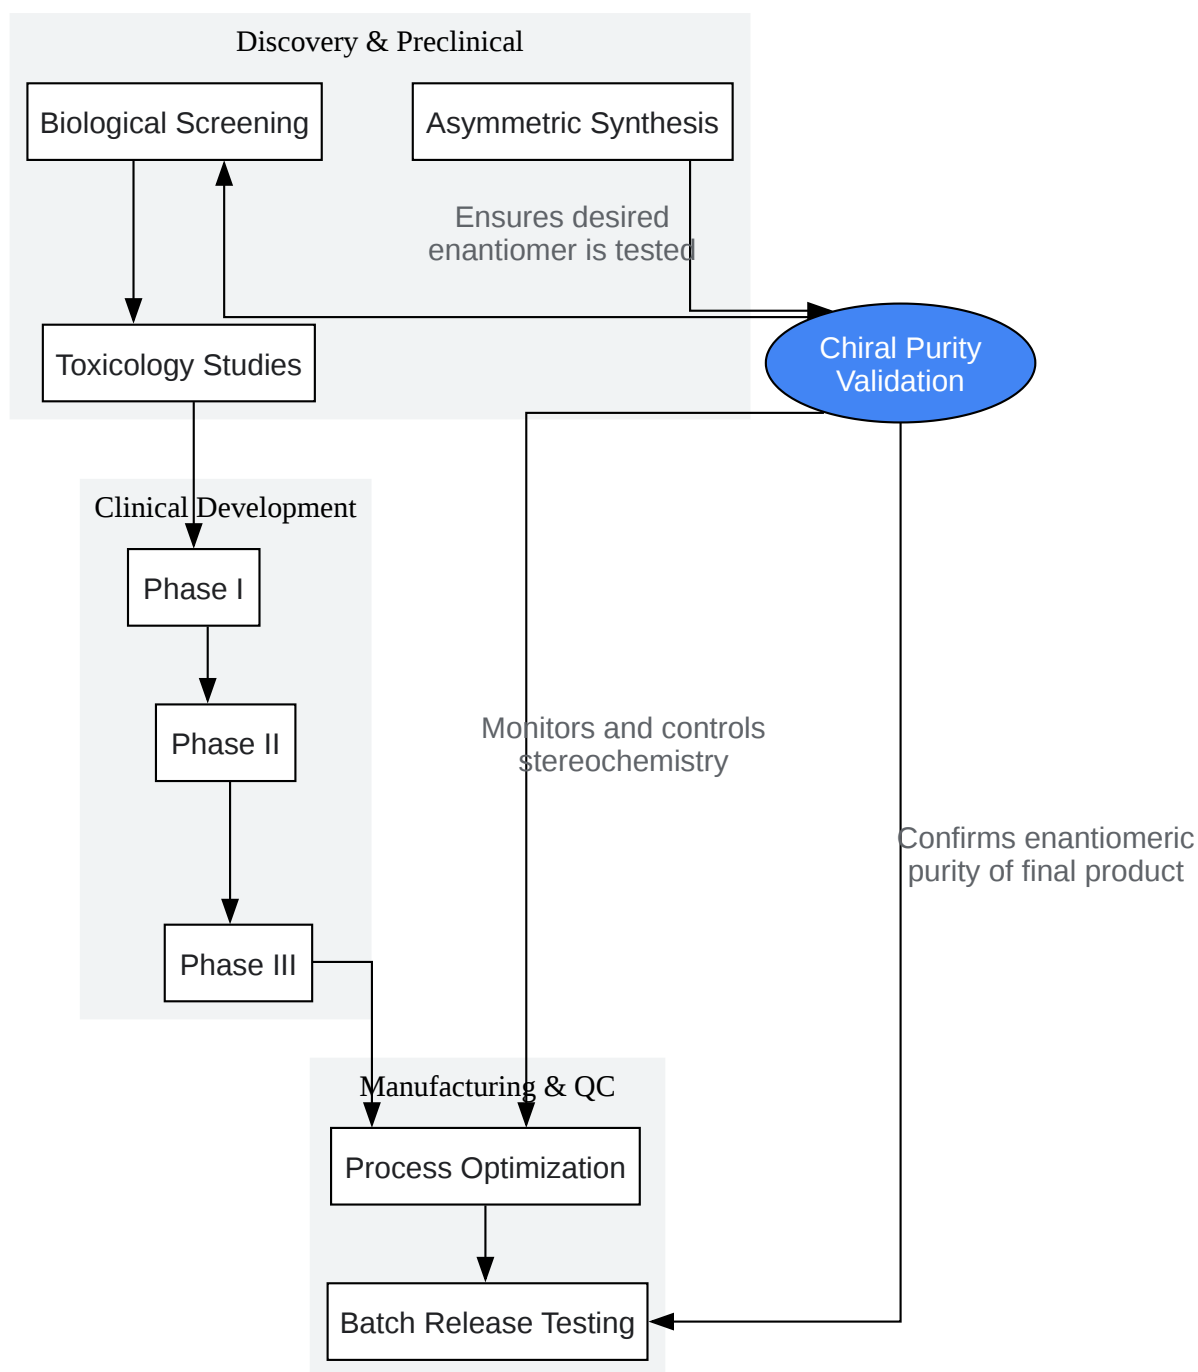 Discovery & Preclinical
Biological Screening
Asymmetric Synthesis
Ensures desired
enantiomer is tested
Toxicology Studies
Chiral Purity
Validation
Clinical Development
Phase I
Phase II
Monitors and controls
stereochemistry
Confirms enantiomeric
purity of final product
Phase III
Manufacturing & QC
Process Optimization
Batch Release Testing